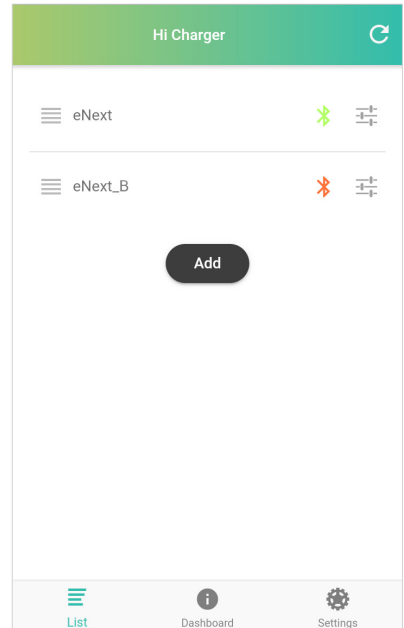 Hi Charger
eNext
eNext_B
Add
List
Dashboard
Settings